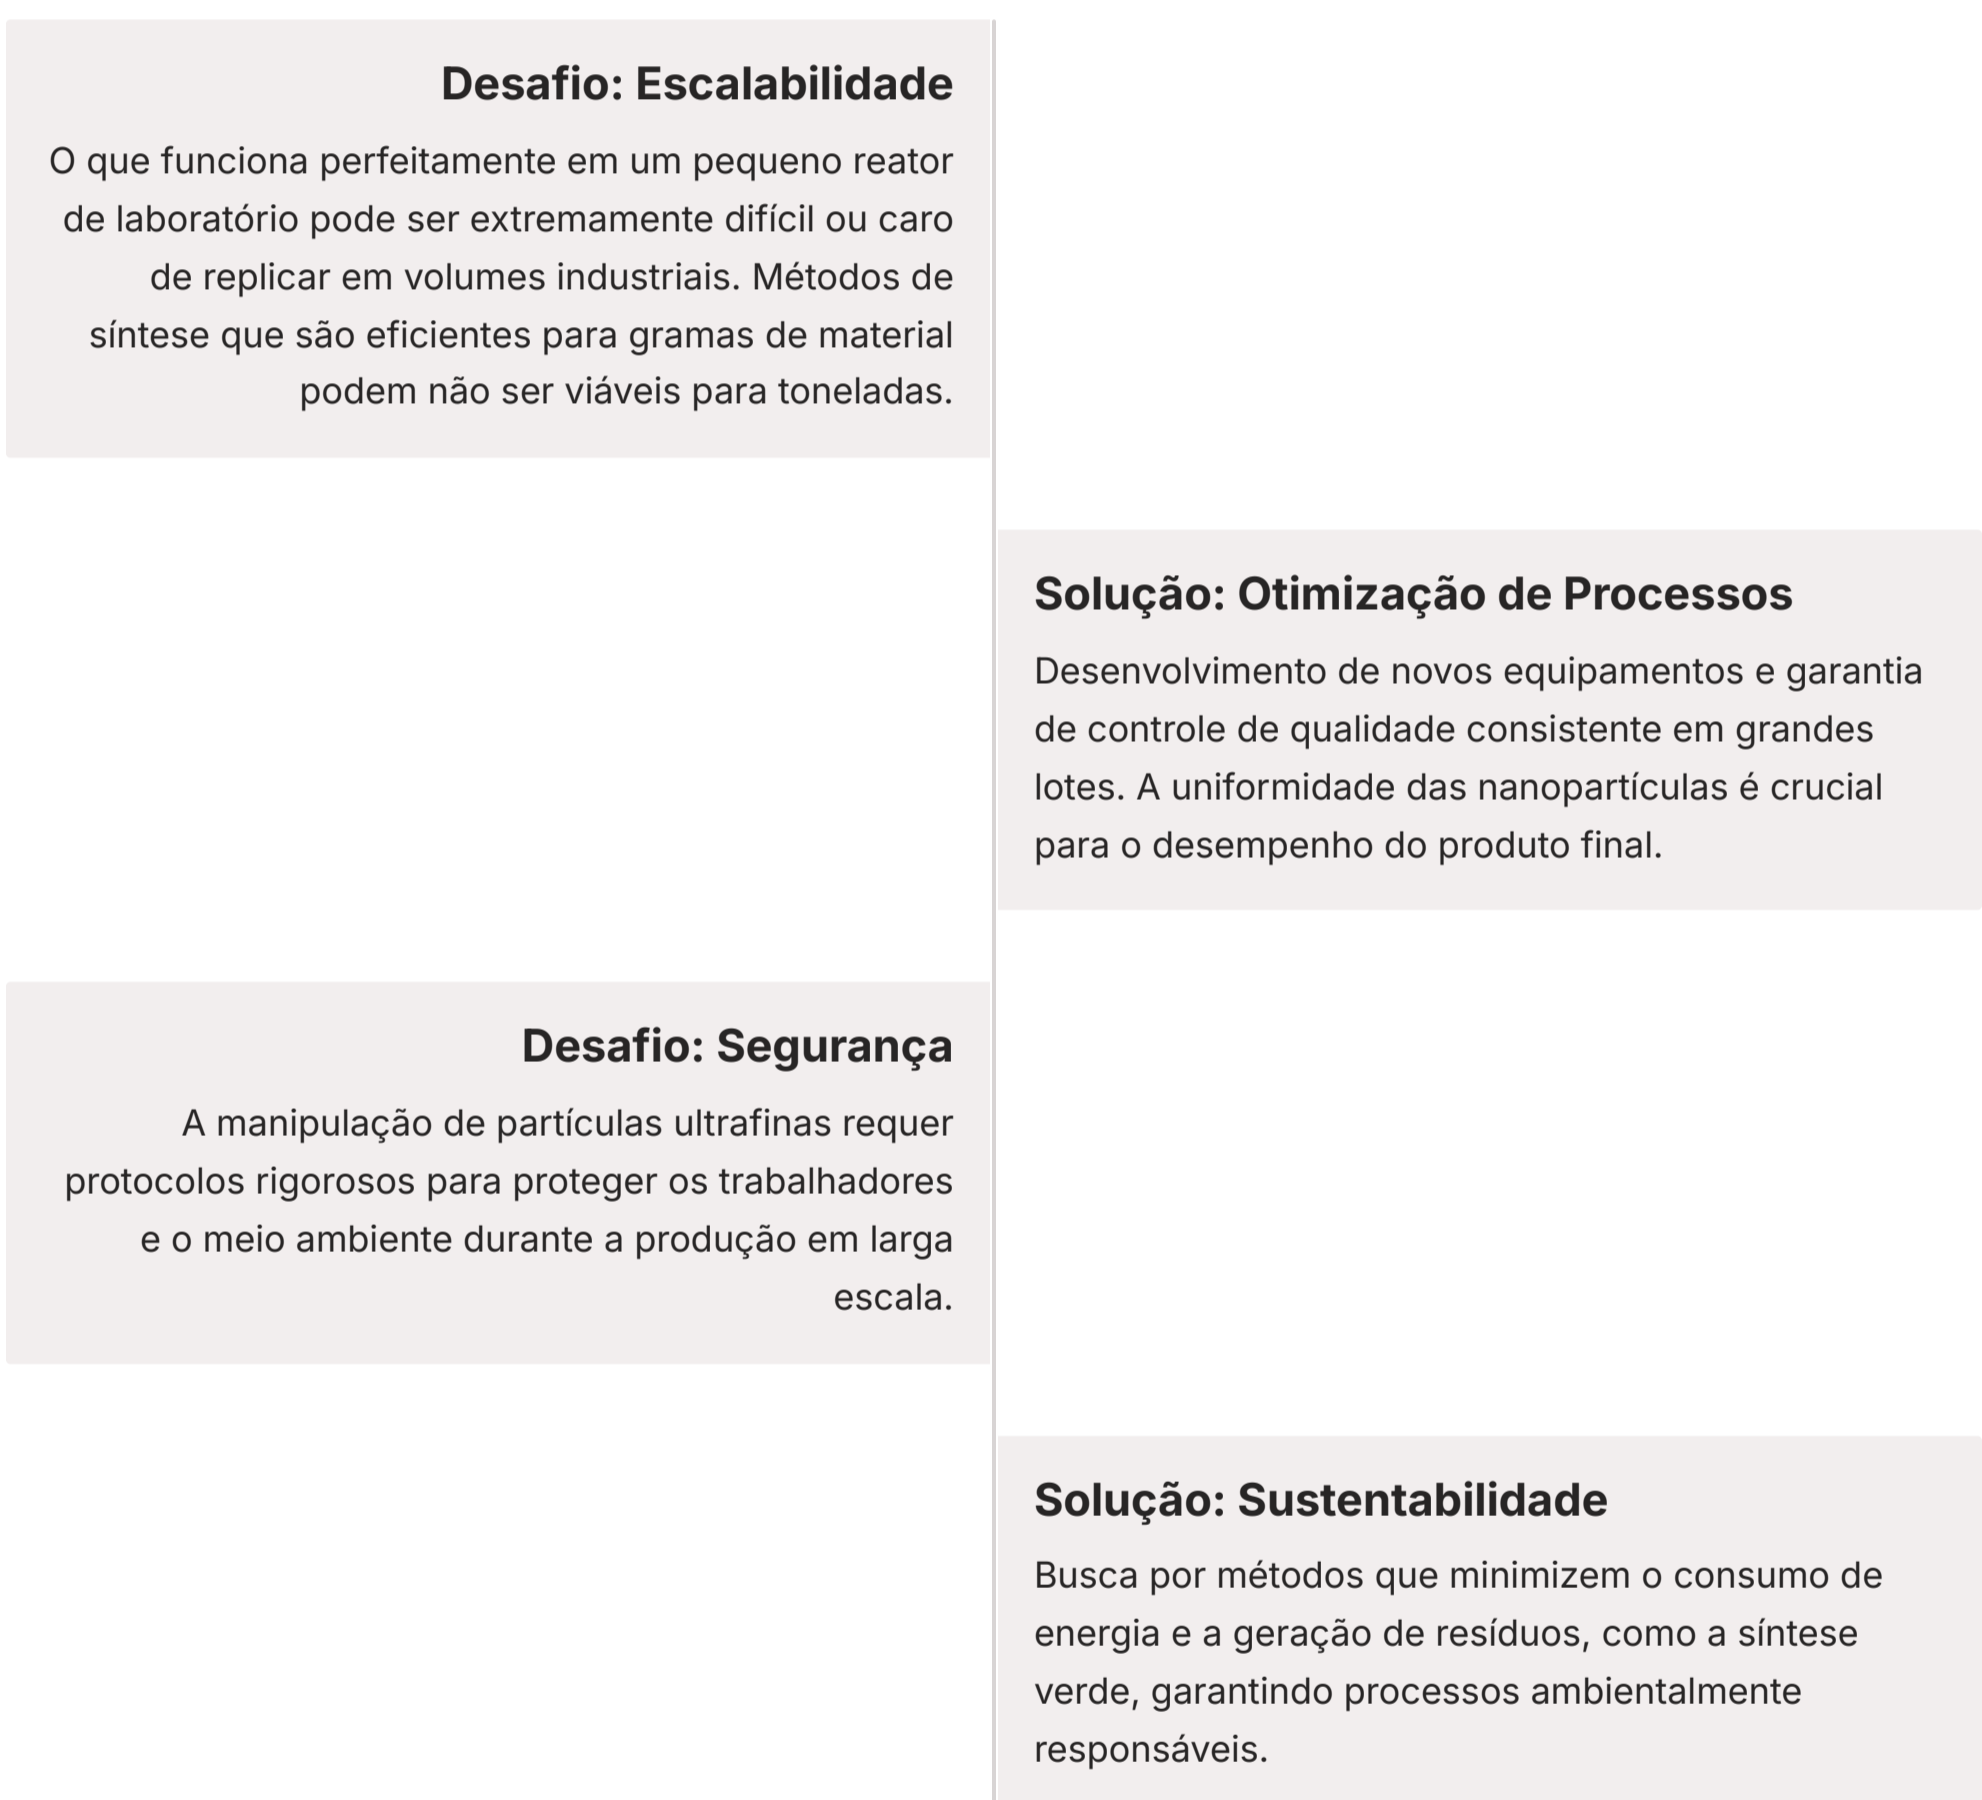 Desafio: Escalabilidade
O que funciona perfeitamente em um pequeno reator
de laboratório pode ser extremamente difícil ou caro
de replicar em volumes industriais. Métodos de
síntese que são eficientes para gramas de material
podem não ser viáveis para toneladas.
Solução: Otimização de Processos
Desenvolvimento de novos equipamentos e garantia
de controle de qualidade consistente em grandes
lotes. A uniformidade das nanopartículas é crucial
para o desempenho do produto final.
Desafio: Segurança
A manipulação de partículas ultrafinas requer
protocolos rigorosos para proteger os trabalhadores
e o meio ambiente durante a produção em larga
escala.
Solução: Sustentabilidade
Busca por métodos que minimizem o consumo de
energia e a geração de resíduos, como a síntese
verde, garantindo processos ambientalmente
responsáveis.